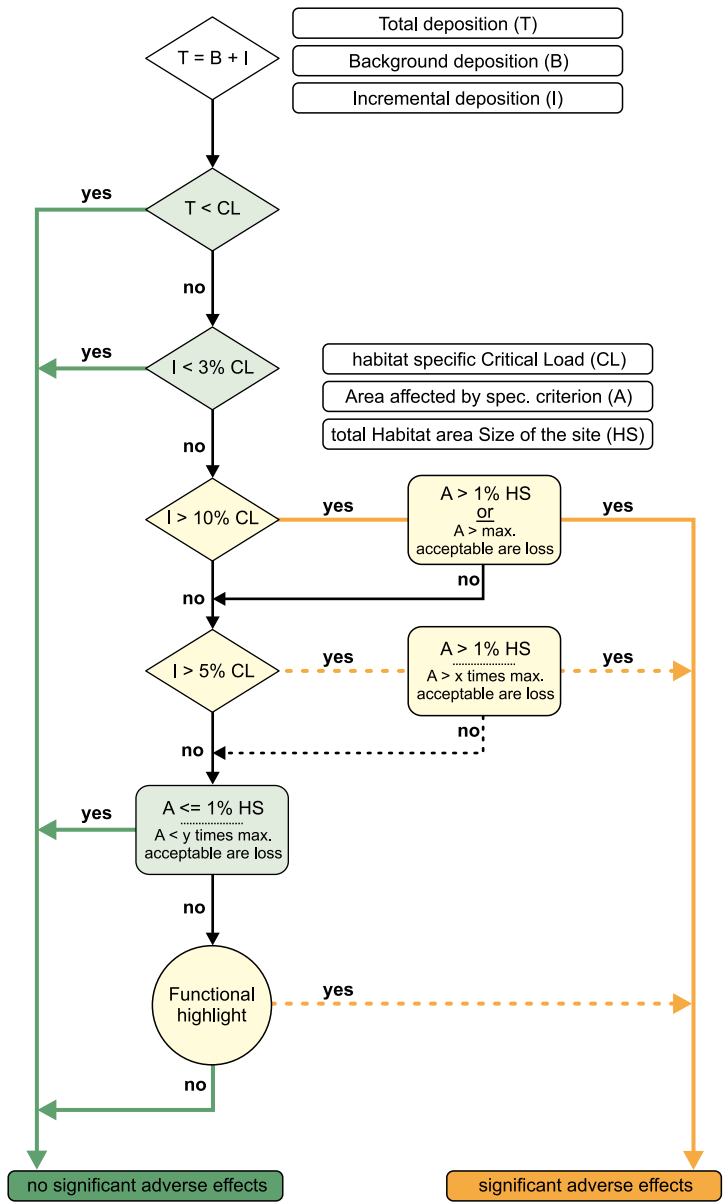 T = B + I
Total deposition (T)
Background deposition (B)
Incremental deposition (I)
yes
T < CL
no
yes
I < 3% CL
habitat specific Critical Load (CL)
Area affected by spec. criterion (A)
total Habitat area Size of the site (HS)
no
I > 10% CL
yes
A > 1% HS
or
A > max.
acceptable are loss
yes
no
no
I > 5% CL
yes
A > 1% HS
A > x times max.
acceptable are loss
yes
no
no
yes
A <= 1% HS
A < y times max.
acceptable are loss
no
Functional
highlight
yes
no
no significant adverse effects
significant adverse effects